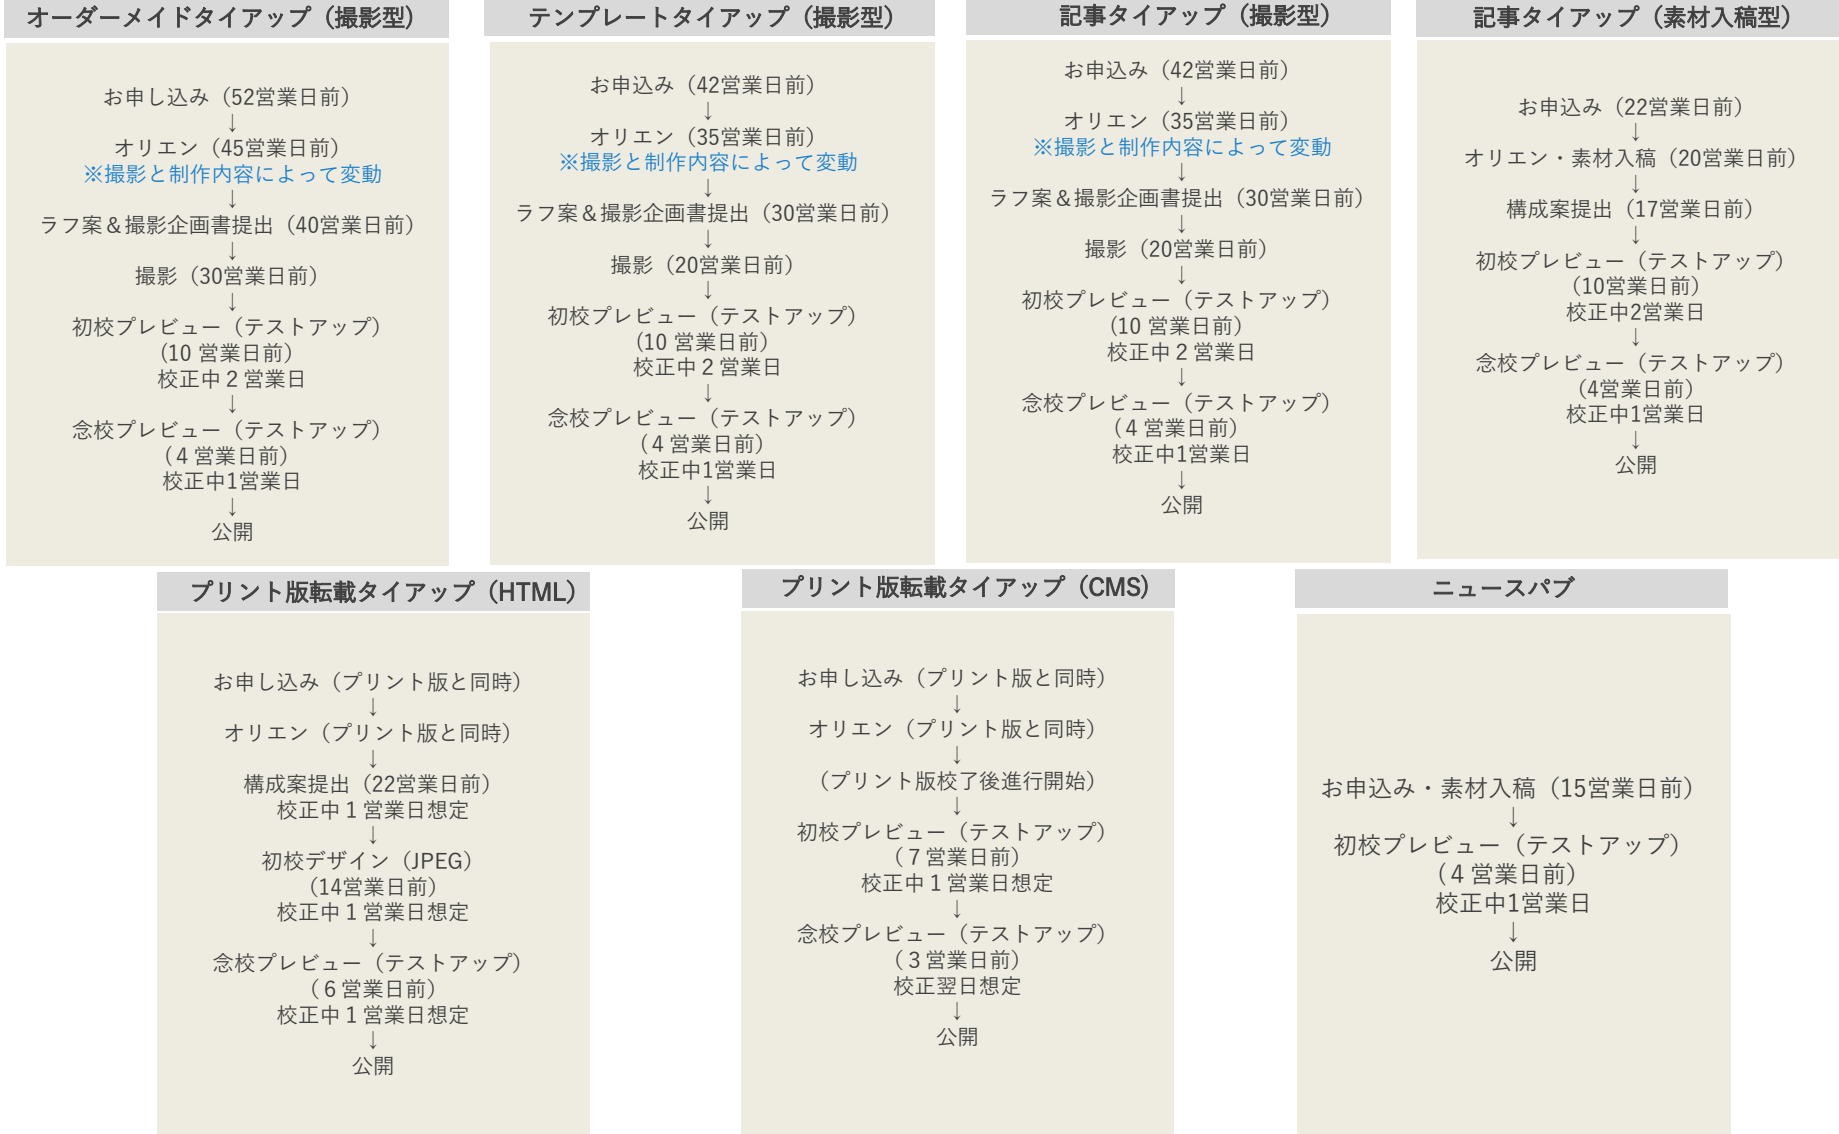 オーダーメイドタイアップ（撮影型）
お申し込み（52営業日前）
↓
オリエン（45営業日前）
※撮影と制作内容によって変動
↓
ラフ案＆撮影企画書提出（40営業日前）
↓
撮影（30営業日前）
↓
初校プレビュー（テストアップ）
（10 営業日前）
校正中２営業日
↓
念校プレビュー（テストアップ）
（４営業日前）
校正中1営業日
↓
公開
テンプレートタイアップ（撮影型）
お申込み（42営業日前）
↓
オリエン（35営業日前）
※撮影と制作内容によって変動
↓
ラフ案＆撮影企画書提出（30営業日前）
↓
撮影（20営業日前）
↓
初校プレビュー（テストアップ）
（10 営業日前）
校正中２営業日
↓
念校プレビュー（テストアップ）
（４営業日前）
校正中1営業日
↓
公開
記事タイアップ（撮影型）
お申込み（42営業日前）
↓
オリエン（35営業日前）
※撮影と制作内容によって変動
↓
ラフ案＆撮影企画書提出（30営業日前）
↓
撮影（20営業日前）
↓
初校プレビュー（テストアップ）
（10 営業日前）
校正中２営業日
↓
念校プレビュー（テストアップ）
（４営業日前）
校正中1営業日
↓
公開
記事タイアップ（素材入稿型）
お申込み（22営業日前）
↓
オリエン・素材入稿（20営業日前）
↓
構成案提出（17営業日前）
↓
初校プレビュー（テストアップ）
（10営業日前）
校正中2営業日
↓
念校プレビュー（テストアップ）
（4営業日前）
校正中1営業日
↓
公開
プリント版転載タイアップ（HTML）
お申し込み（プリント版と同時）
↓
オリエン（プリント版と同時）
↓
構成案提出（22営業日前）
校正中１営業日想定
↓
初校デザイン（JPEG）
（14営業日前）
校正中１営業日想定
↓
念校プレビュー（テストアップ）
（６営業日前）
校正中１営業日想定
↓
公開
プリント版転載タイアップ（CMS）
お申し込み（プリント版と同時）
↓
オリエン（プリント版と同時）
↓
（プリント版校了後進行開始）
↓
初校プレビュー（テストアップ）
（７営業日前）
校正中１営業日想定
↓
念校プレビュー（テストアップ）
（３営業日前）
校正翌日想定
↓
公開
ニュースパブ
お申込み・素材入稿（15営業日前）
↓
初校プレビュー（テストアップ）
（４営業日前）
校正中1営業日
↓
公開